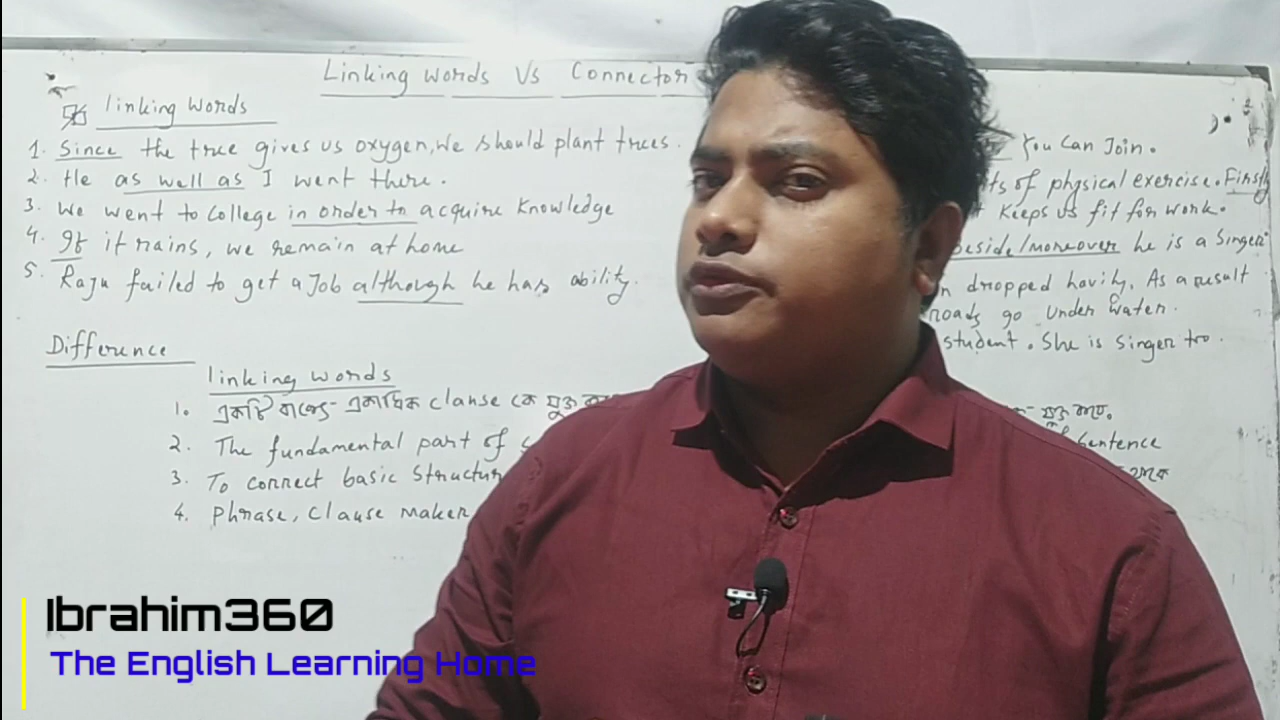 Linking words Vs Connector
linking words
1. Since the tree gives us oxygen, we should plant trees.
2. He as well as I went there.
3. We went to college in order to acquire knowledge
4. If it rains, we remain at home
5. Raju failed to get a Job although he has ability.
You Can Join.
of physical exercise. Firstly
Keeps us fit for work.
Beside/moreover he is a Singer
dropped havily. As a result
roads go under water.
student. She is singer too.
Difference
linking words
1. একটি বাক্যে একাধিক clause কে যুক্ত
2. The fundamental part of
Sentence
3. To correct basic
4. Phrase, Clause maker
Ibrahim360
The English Learning Home